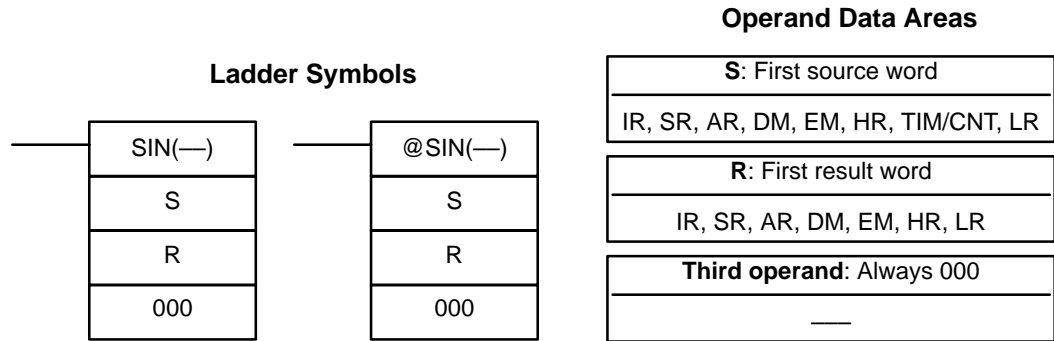 Ladder Symbols
SIN(––)
S
R
000
@SIN(––)
S
R
000
Operand Data Areas
S: First source word
IR, SR, AR, DM, EM, HR, TIM/CNT, LR
R: First result word
IR, SR, AR, DM, EM, HR, LR
Third operand: Always 000
––